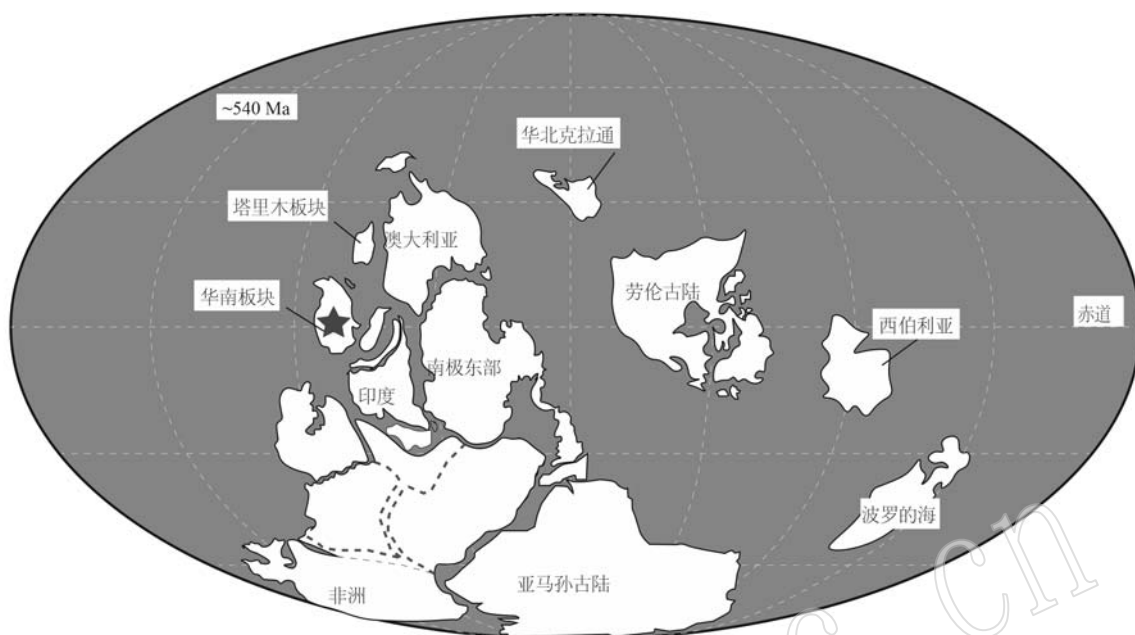 ~540 Ma
华北克拉通
塔里木板块
澳大利亚
华南板块
劳伦古陆
赤道
西伯利亚
南极东部
印度
波罗的海
亚马孙古陆
非洲
cn